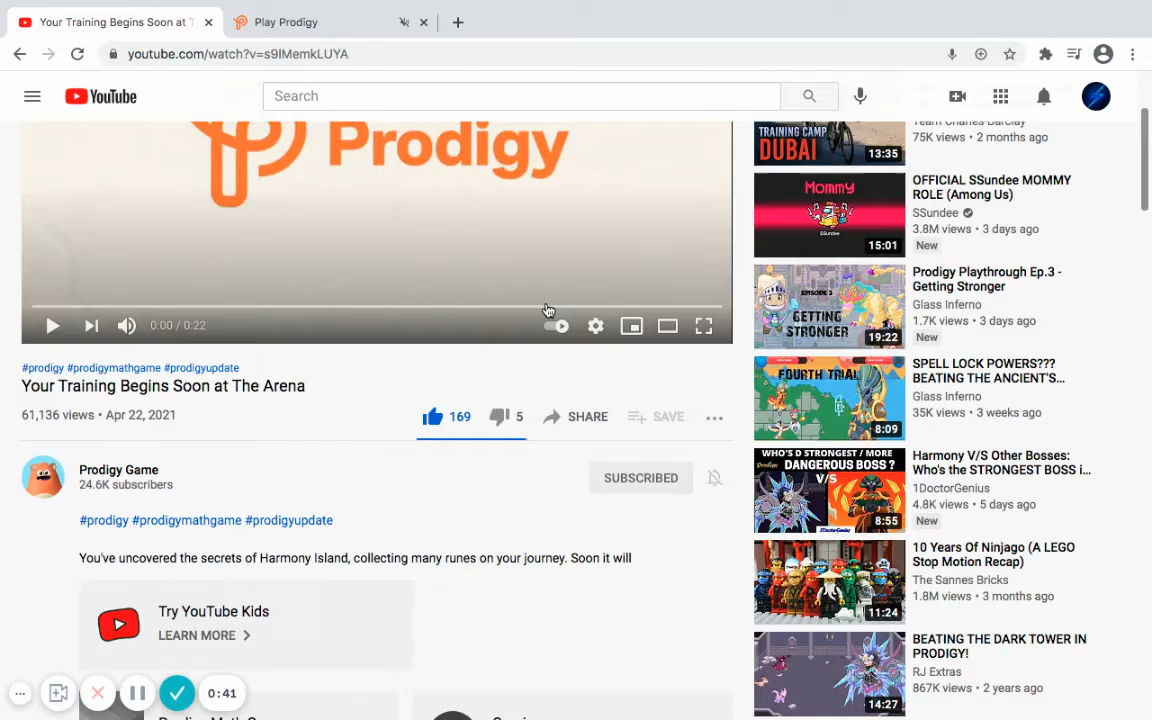 Your Training Begins Soon at T
Play Prodigy
youtube.com/watch?v=s9lMemkLUYA
YouTube
Search
Prodigy
0:00 / 0:22
#prodigy #prodigymathgame #prodigyupdate
Your Training Begins Soon at The Arena
61,136 views • Apr 22, 2021
169
5
SHARE
SAVE
Prodigy Game
24.6K subscribers
SUBSCRIBED
#prodigy #prodigymathgame #prodigyupdate
You've uncovered the secrets of Harmony Island, collecting many runes on your journey. Soon it will
Try YouTube Kids
LEARN MORE
0:41
TRAINING CAMP
DUBAI
13:35
Team Charles Barclay
75K views • 2 months ago
Mommy
SSundee
15:01
OFFICIAL SSundee MOMMY
ROLE (Among Us)
SSundee
3.8M views • 3 days ago
New
EPISODE 3
GETTING
STRONGER
19:22
Prodigy Playthrough Ep.3 -
Getting Stronger
Glass Inferno
1.7K views • 3 days ago
New
FOURTH TRIAL
8:09
SPELL LOCK POWERS???
BEATING THE ANCIENT'S...
Glass Inferno
35K views • 3 weeks ago
WHO'S D STRONGEST / MORE
Prodigy DANGEROUS BOSS ?
V/S
1DoctorGenius
8:55
Harmony V/S Other Bosses:
Who's the STRONGEST BOSS i...
1DoctorGenius
4.8K views • 5 days ago
New
11:24
10 Years Of Ninjago (A LEGO
Stop Motion Recap)
The Sannes Bricks
1.8M views • 3 months ago
14:27
BEATING THE DARK TOWER IN
PRODIGY!
RJ Extras
867K views • 2 years ago